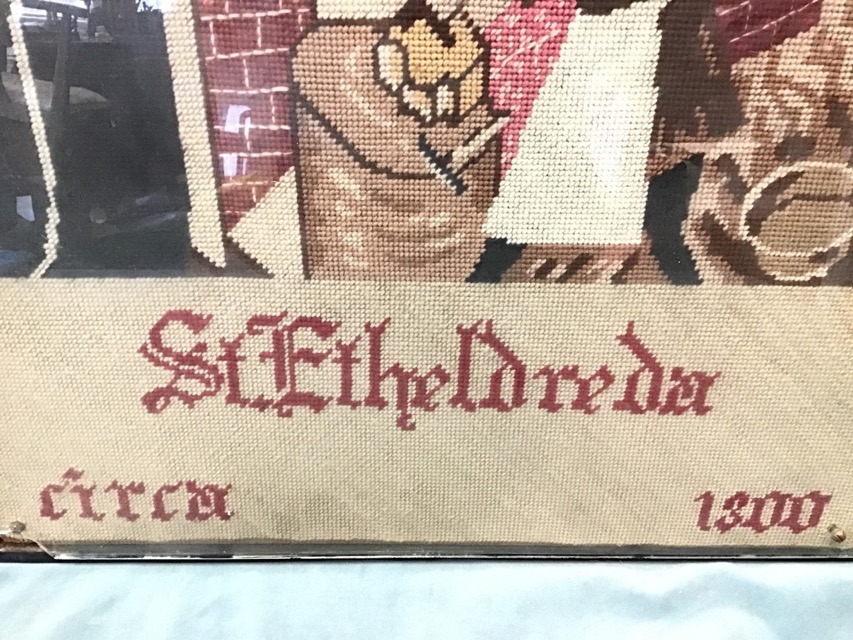 St. Etheldreda
circa 1300